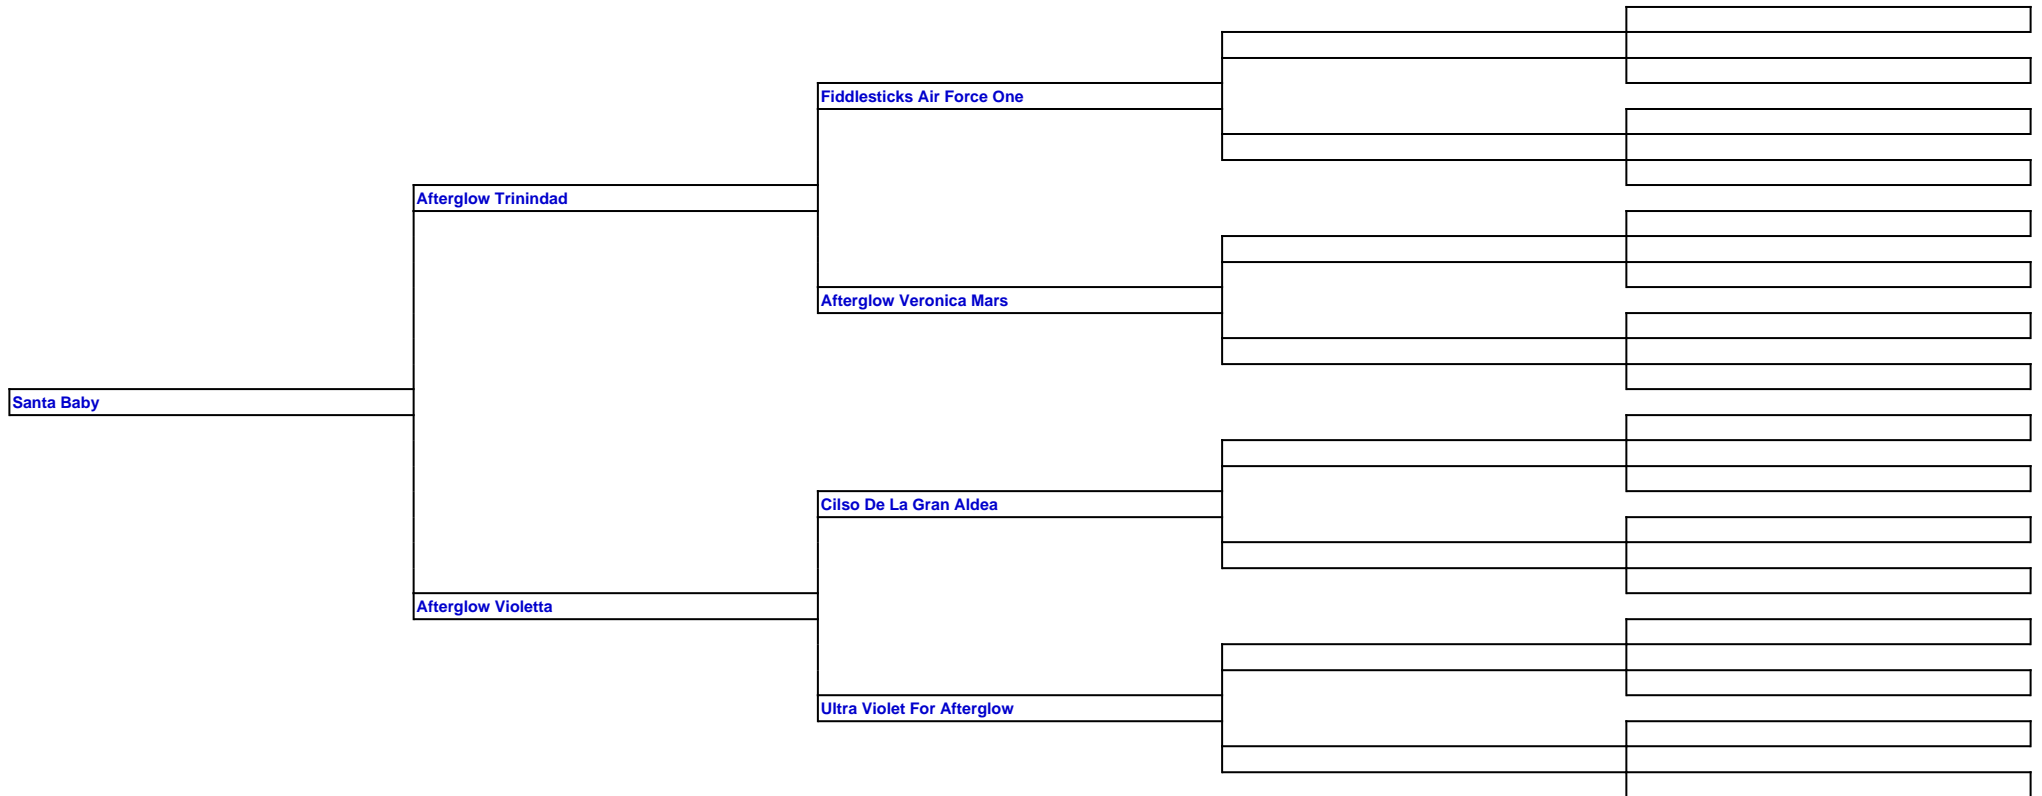 Fiddlesticks Air Force One
Afterglow Trinindad
Afterglow Veronica Mars
Santa Baby
Cilso De La Gran Aldea
Afterglow Violetta
Ultra Violet For Afterglow